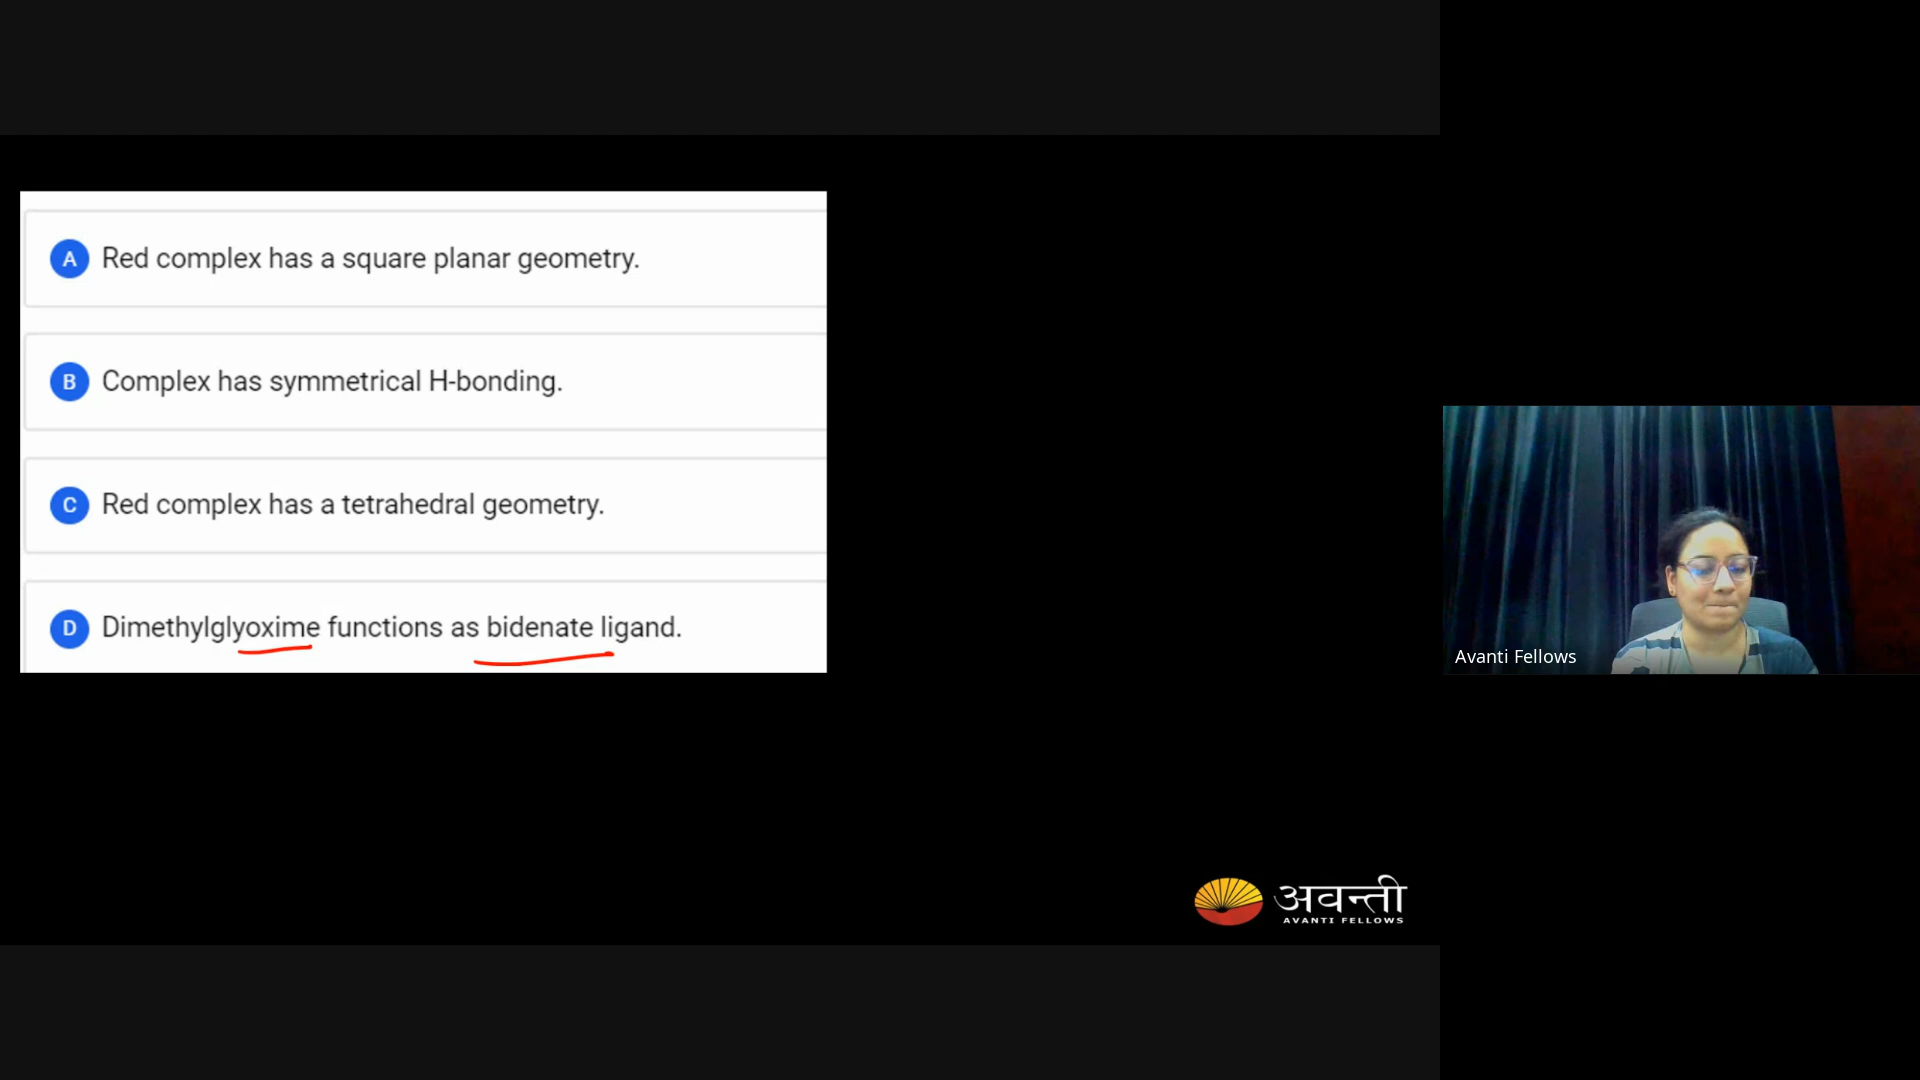 A Red complex has a square planar geometry.
B Complex has symmetrical H-bonding.
C Red complex has a tetrahedral geometry.
D Dimethylglyoxime functions as bidenate ligand.
Avanti Fellows
अवन्ती
AVANTI FELLOWS